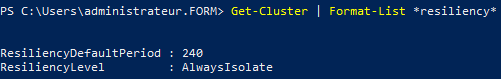 PS C:\Users\administrateur.FORM> Get-Cluster | Format-List *resiliency*
ResiliencyDefaultPeriod : 240
ResiliencyLevel         : AlwaysIsolate